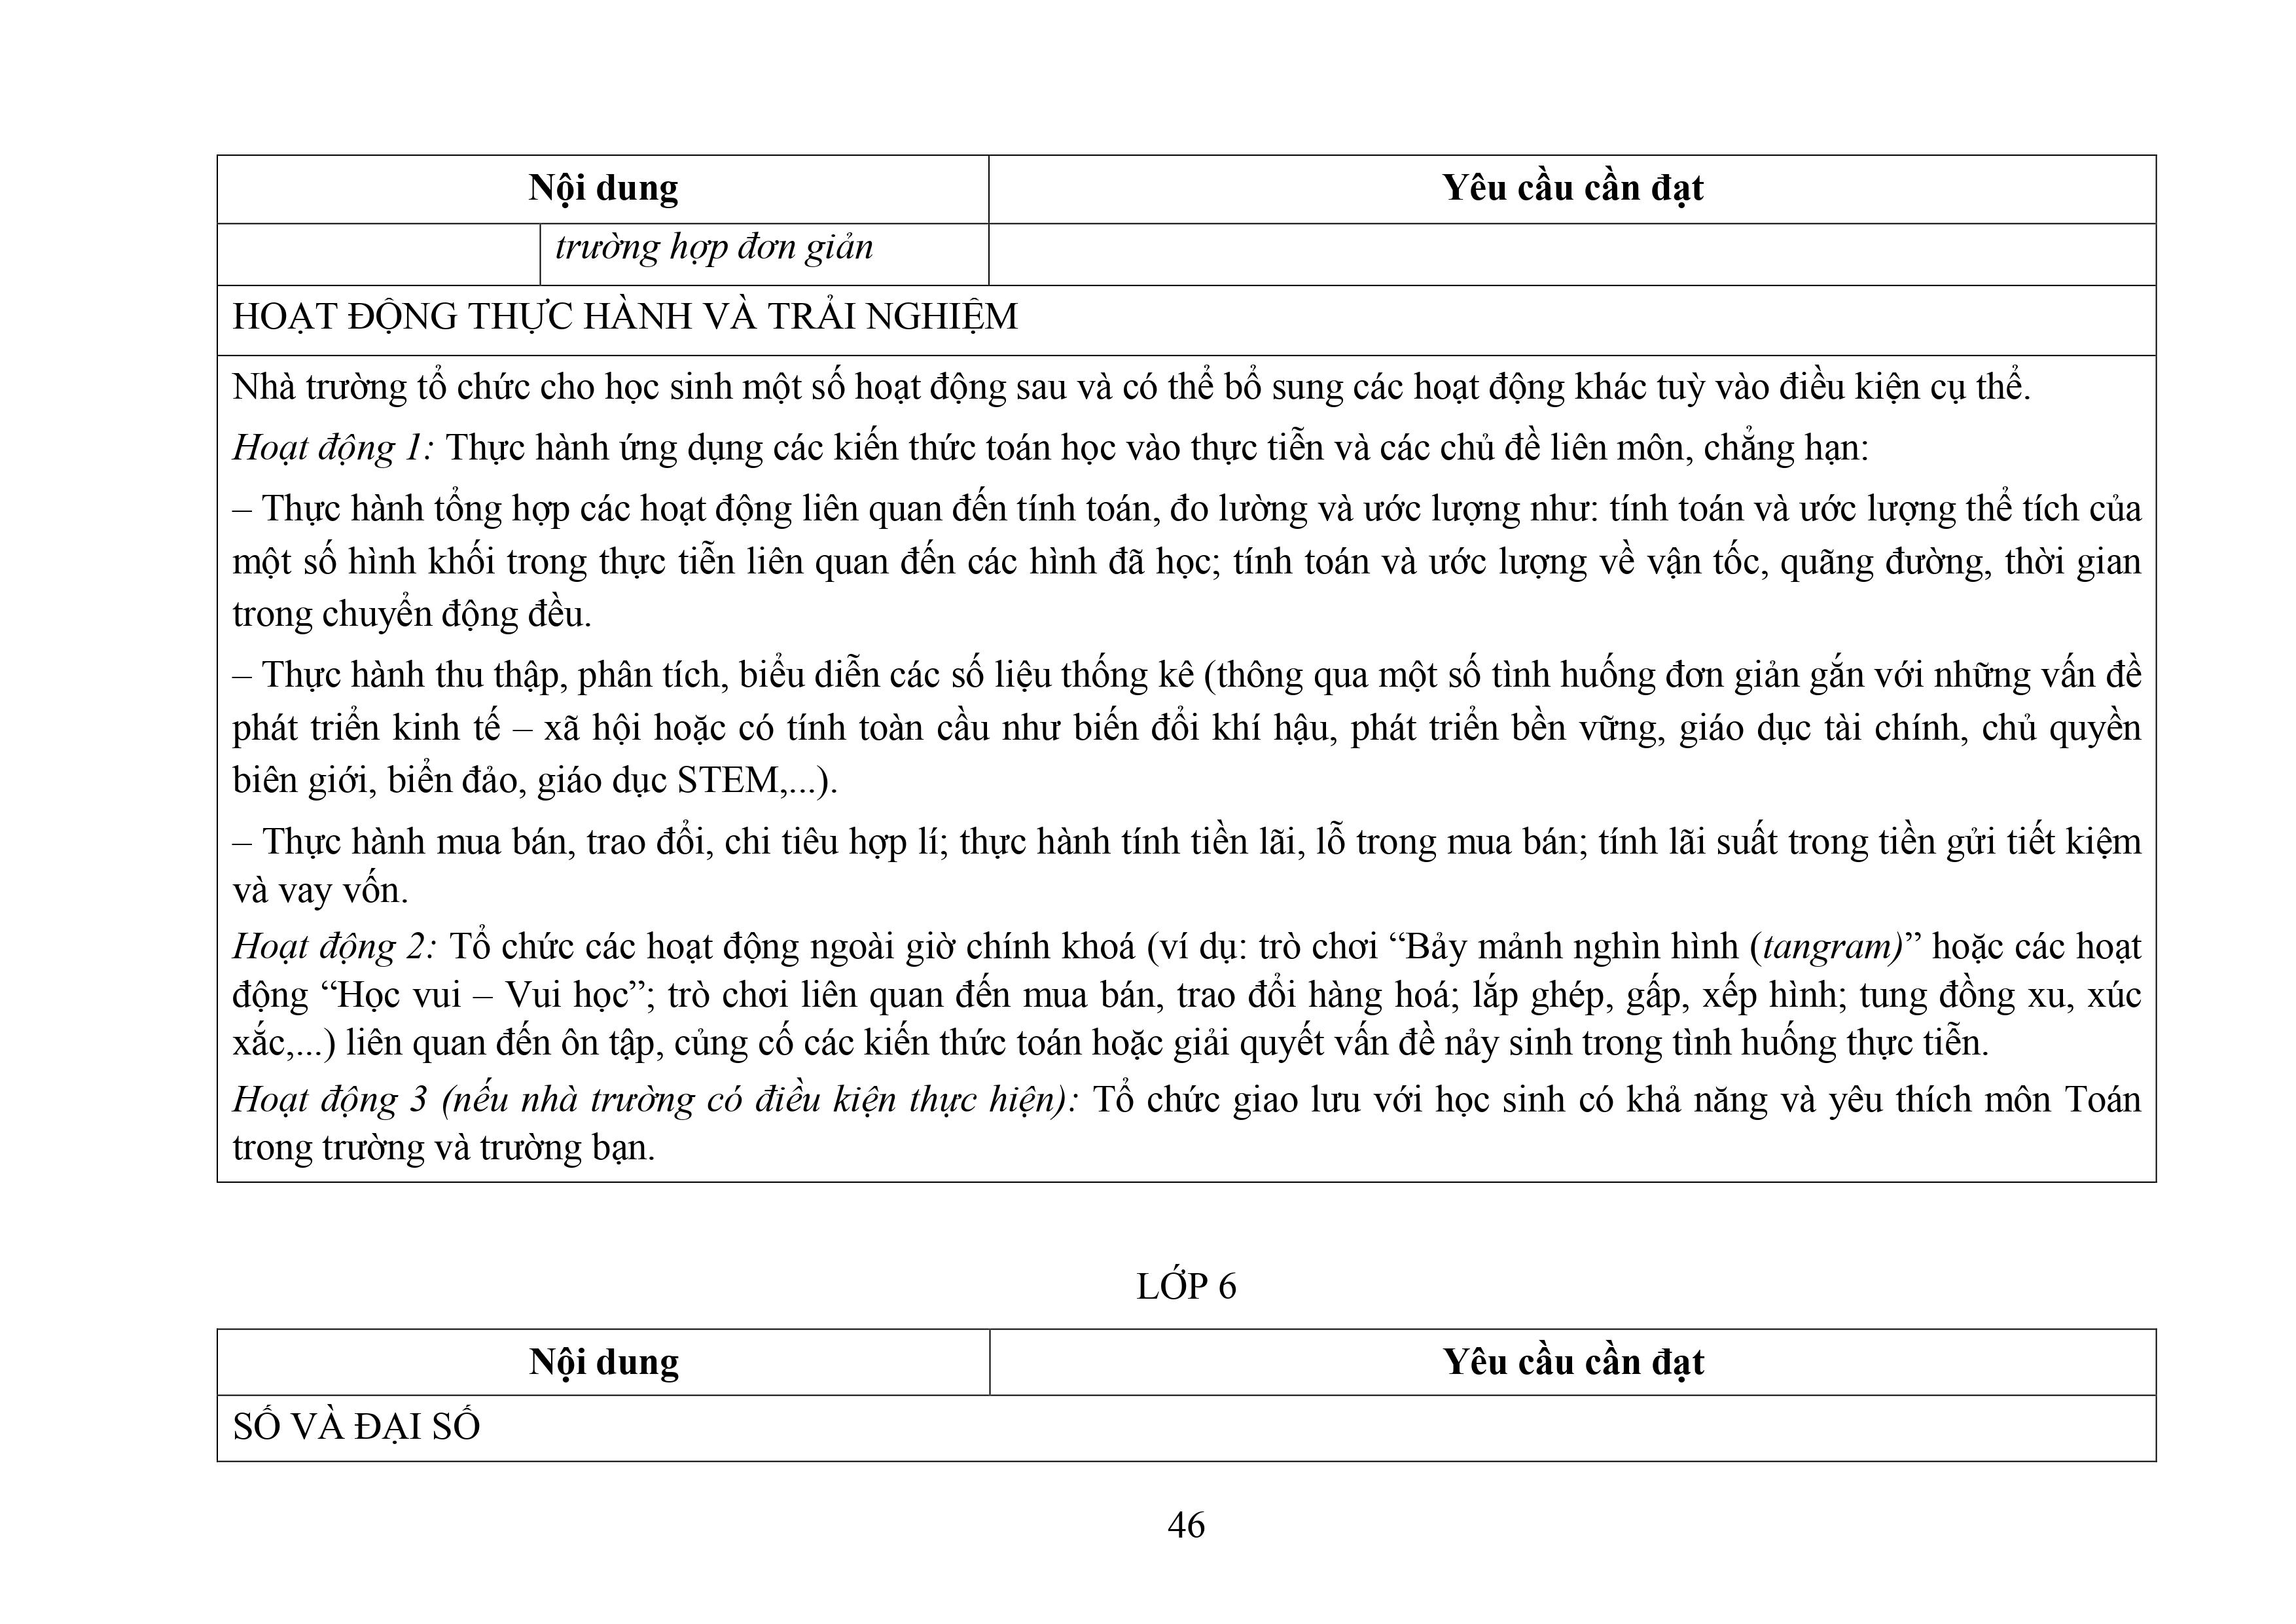 Nội dung
Yêu cầu cần đạt
trường hợp đơn giản
HOẠT ĐỘNG THỰC HÀNH VÀ TRẢI NGHIỆM
Nhà trường tổ chức cho học sinh một số hoạt động sau và có thể bổ sung các hoạt động khác tuỳ vào điều kiện cụ thể.
Hoạt động 1: Thực hành ứng dụng các kiến thức toán học vào thực tiễn và các chủ đề liên môn, chẳng hạn:
– Thực hành tổng hợp các hoạt động liên quan đến tính toán, đo lường và ước lượng như: tính toán và ước lượng thể tích của
một số hình khối trong thực tiễn liên quan đến các hình đã học; tính toán và ước lượng về vận tốc, quãng đường, thời gian
trong chuyển động đều.
– Thực hành thu thập, phân tích, biểu diễn các số liệu thống kê (thông qua một số tình huống đơn giản gắn với những vấn đề
phát triển kinh tế – xã hội hoặc có tính toàn cầu như biến đổi khí hậu, phát triển bền vững, giáo dục tài chính, chủ quyền
biên giới, biển đảo, giáo dục STEM,...).
– Thực hành mua bán, trao đổi, chi tiêu hợp lí; thực hành tính tiền lãi, lỗ trong mua bán; tính lãi suất trong tiền gửi tiết kiệm
và vay vốn.
Hoạt động 2: Tổ chức các hoạt động ngoài giờ chính khoá (ví dụ: trò chơi “Bảy mảnh nghìn hình (tangram)” hoặc các hoạt
động “Học vui – Vui học”; trò chơi liên quan đến mua bán, trao đổi hàng hoá; lắp ghép, gấp, xếp hình; tung đồng xu, xúc
xắc,...) liên quan đến ôn tập, củng cố các kiến thức toán hoặc giải quyết vấn đề nảy sinh trong tình huống thực tiễn.
Hoạt động 3 (nếu nhà trường có điều kiện thực hiện): Tổ chức giao lưu với học sinh có khả năng và yêu thích môn Toán
trong trường và trường bạn.
LỚP 6
Nội dung
Yêu cầu cần đạt
SỐ VÀ ĐẠI SỐ
46